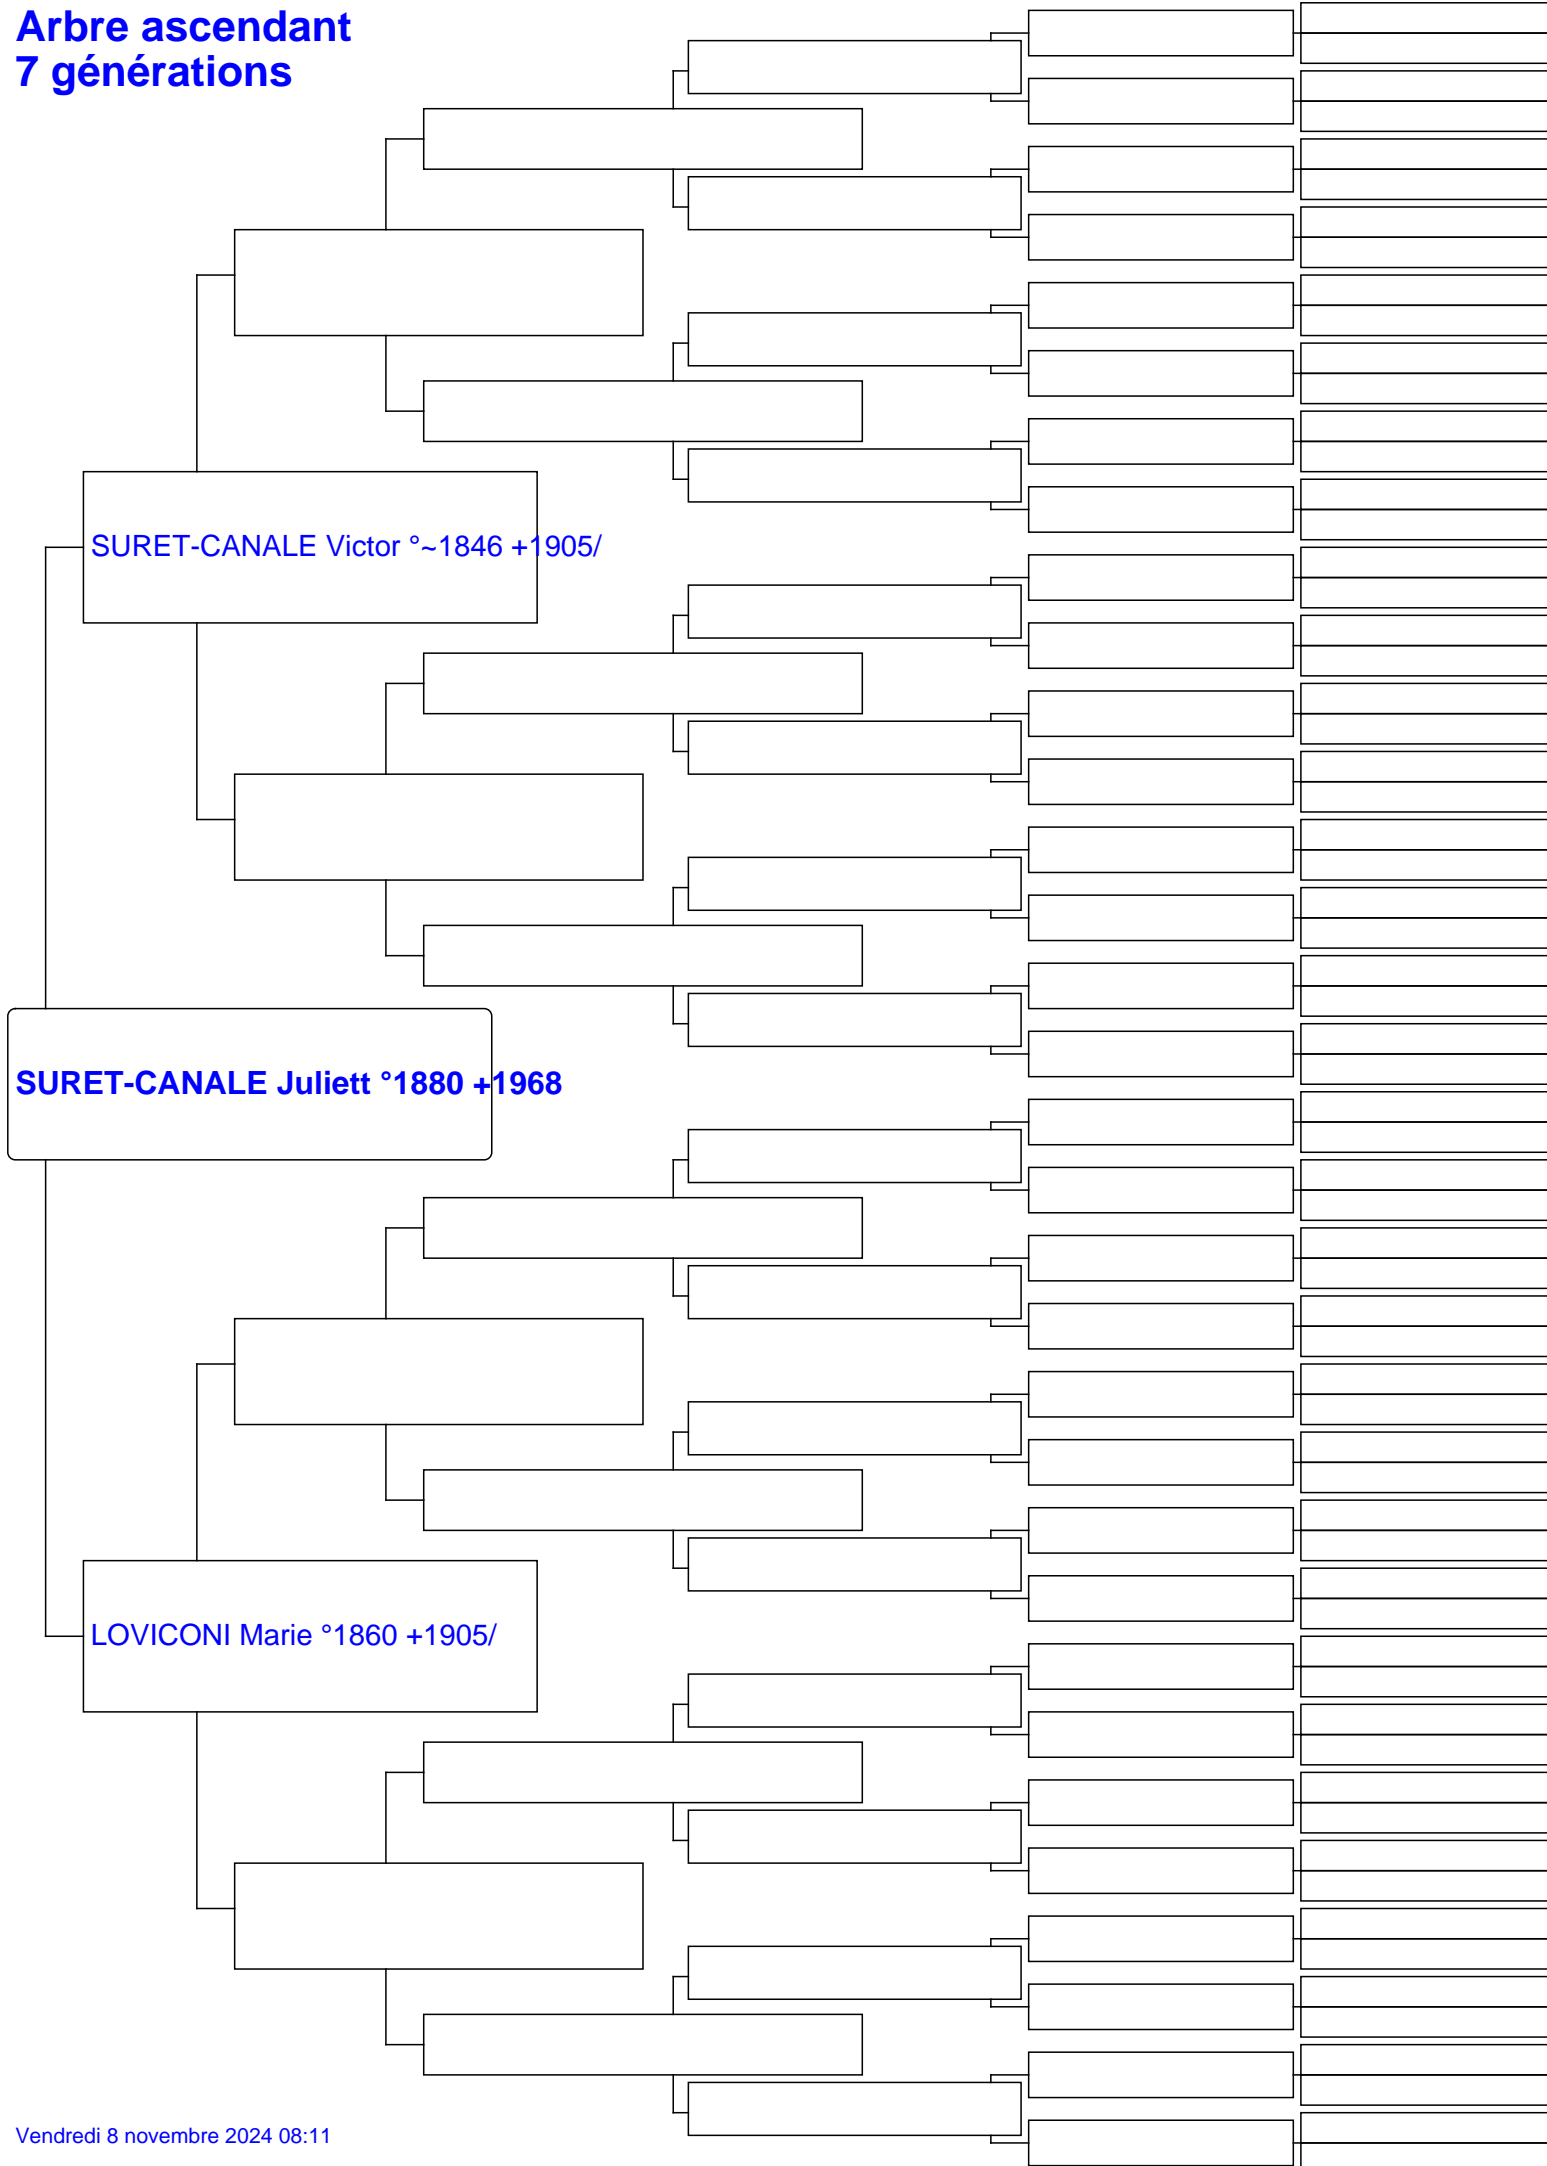 Arbre ascendant
7 générations
SURET-CANALE Victor °~1846 +1905/
SURET-CANALE Juliett °1880 +1968
LOVICONI Marie °1860 +1905/
Vendredi 8 novembre 2024 08:11